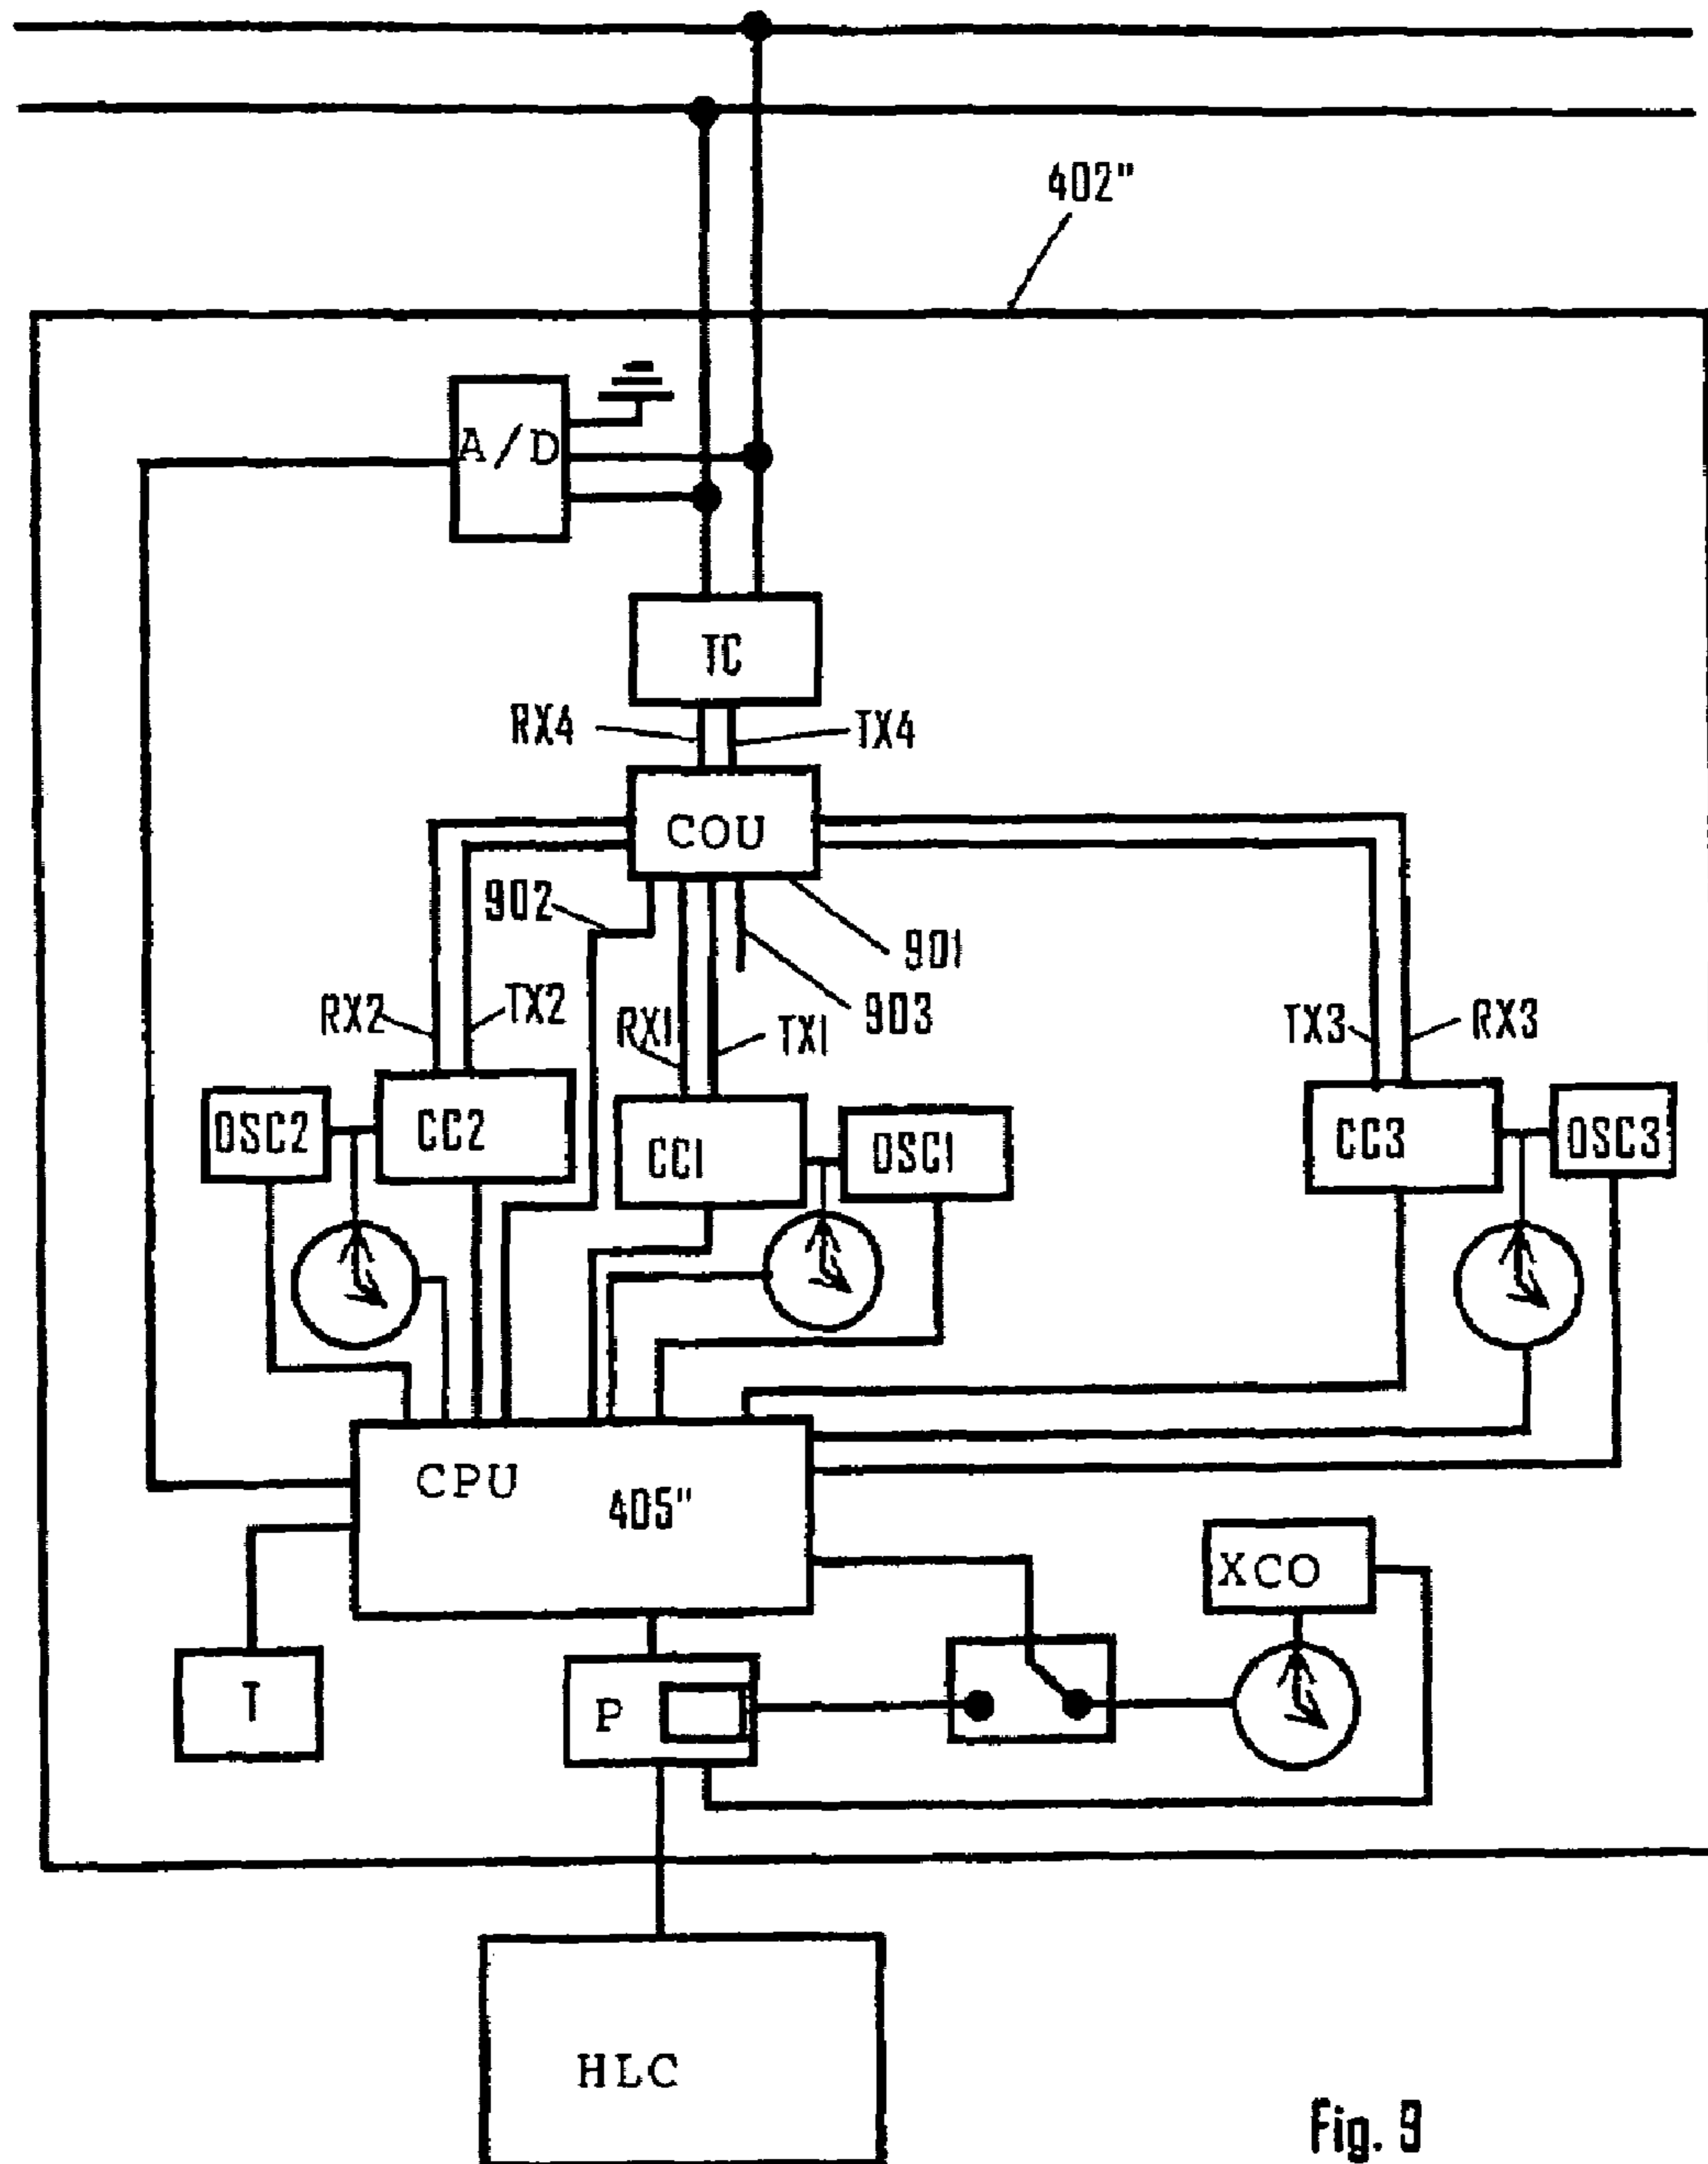 402"
A/D
TC
RX4
TX4
COU
902
901
903
RX2
TX2
RX1
TX1
TX3
RX3
OSC2
CC2
CC1
OSC1
CC3
OSC3
CPU
405"
XCO
T
P
HLC
Fig. 9